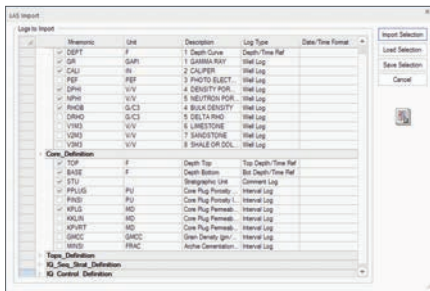 LAS Import
Logs to Import
Mnemonic Unit Description Log Type Date/Time Format
DEPT F 1 Depth Curve Depth/Time Ref
GR GAPI 1 GAMMA RAY Well Log
CALI IN 2 CALIPER Well Log
PEF PEF 3 PHOTO ELECT... Well Log
DPHI V/V 4 DENSITY POR... Well Log
NPHI V/V 5 NEUTRON POR... Well Log
RHOB G/C3 4 BULK DENSITY Well Log
DRHO G/C3 5 DELTA RHO Well Log
V1M3 V/V 6 LIMESTONE Well Log
V2M3 V/V 7 SANDSTONE Well Log
V3M3 V/V 8 SHALE OR DOL... Well Log
Core_Definition
TOP F Depth Top Top Depth/Time Ref
BASE F Depth Bottom Bot Depth/Time Ref
STU Stratigraphic Unit Comment Log
PPLUG PU Core Plug Porosity ... Interval Log
PINSI PU Core Plug Porosity I... Interval Log
KPLG MD Core Plug Permeab... Interval Log
KKLIN MD Core Plug Permeab... Interval Log
KPVRT MD Core Plug Permeab... Interval Log
GMCC GMCC Grain Density (gm/... Interval Log
MINSI FRAC Archie Cementation... Interval Log
Tops_Definition
IQ_Seq_Strat_Definition
IQ_Control_Definition
Import Selection
Load Selection
Save Selection
Cancel